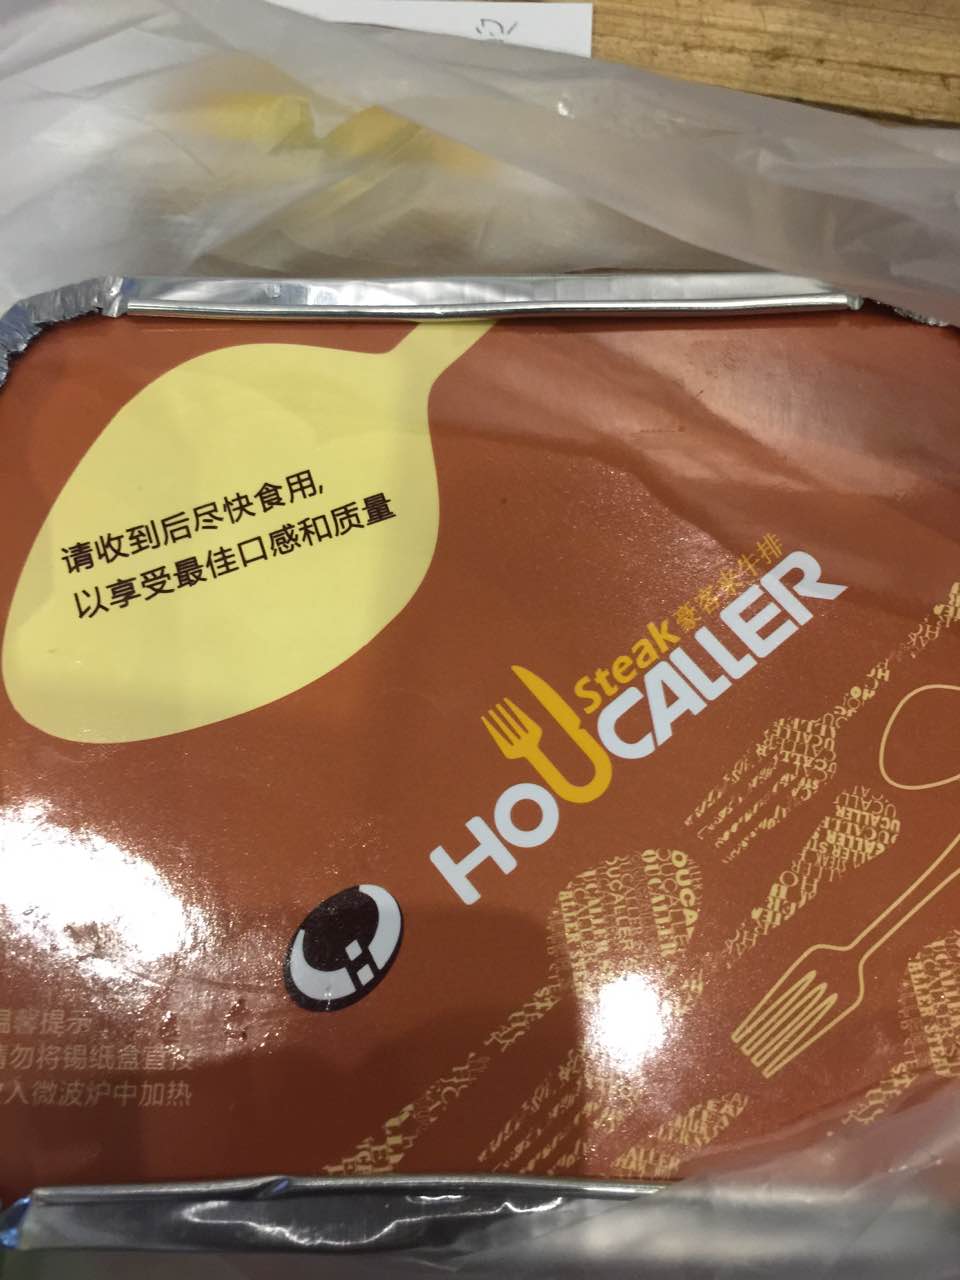 请收到后尽快食用,
以享受最佳口感和质量
Steak 豪客来牛排
HOUCALLER
温馨提示
请勿将锡纸盒直接
放入微波炉中加热